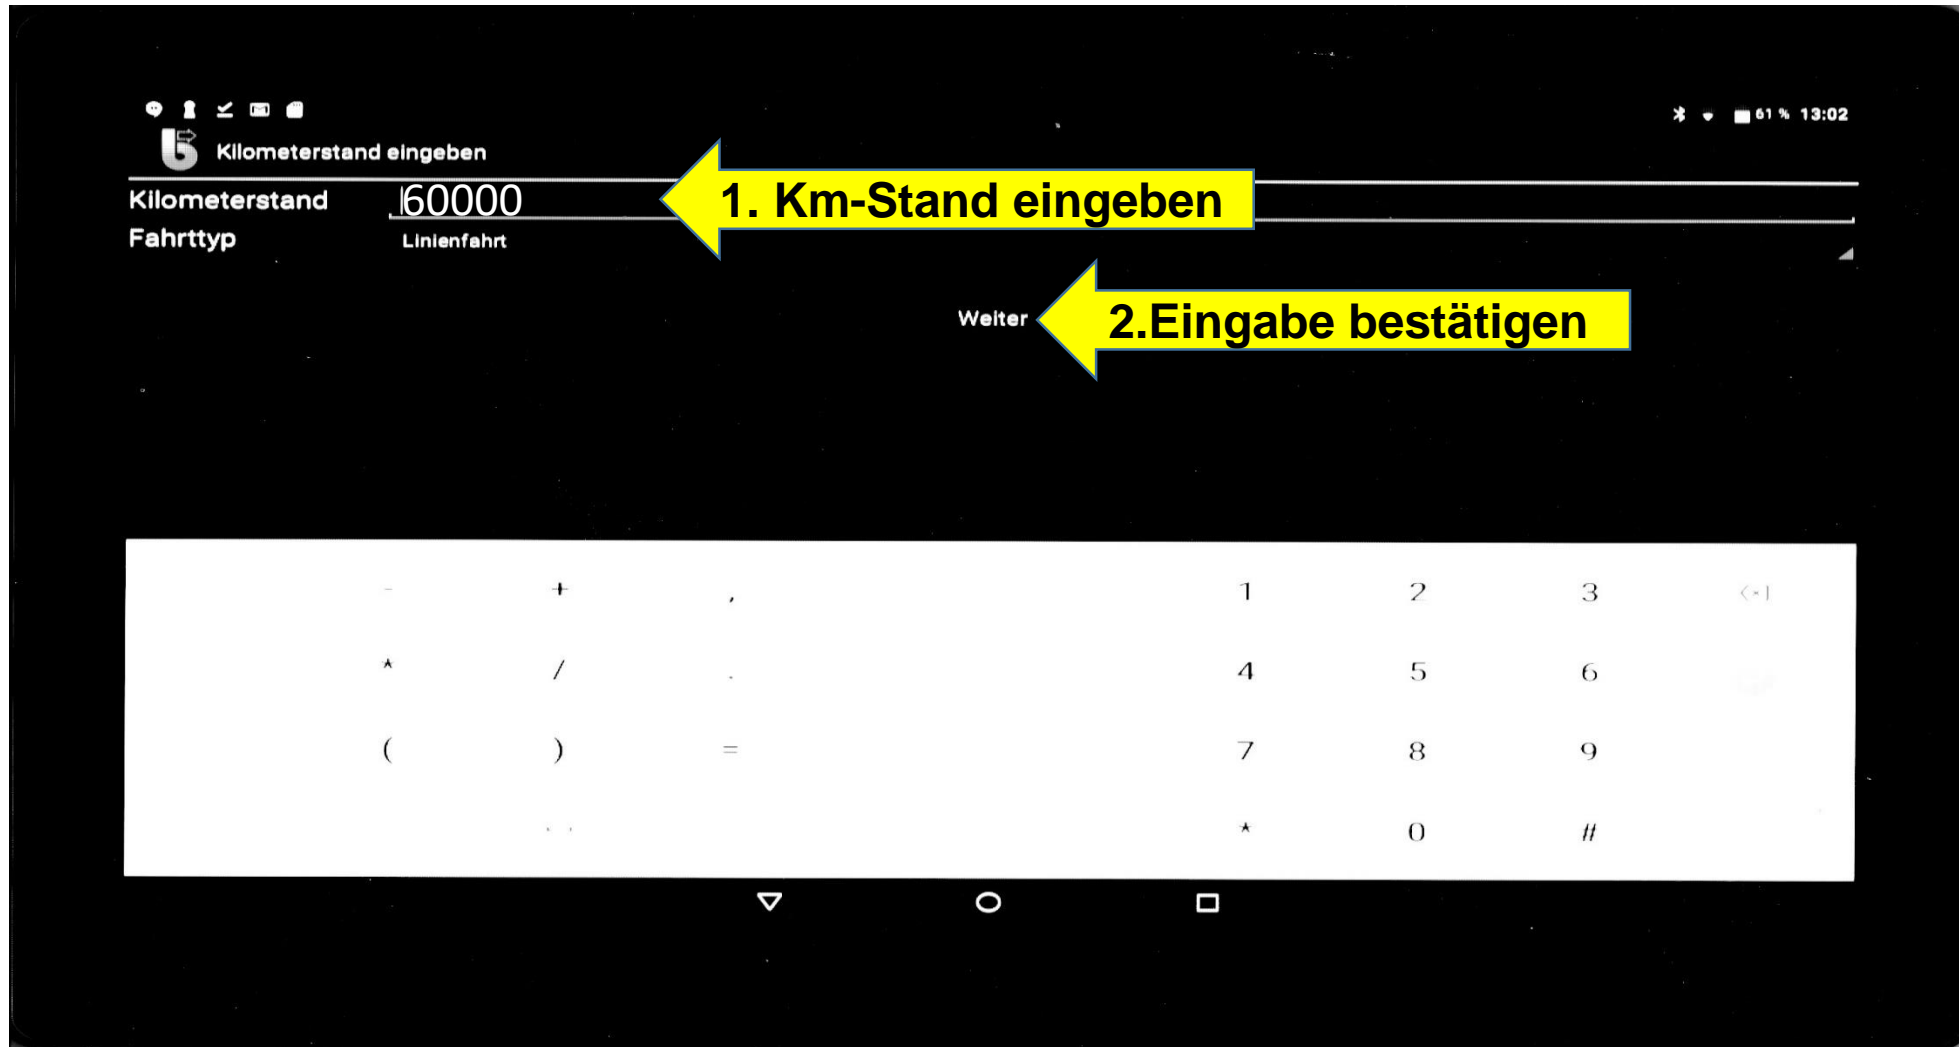 61 % 13:02
Kilometerstand eingeben
Kilometerstand 60000
1. Km-Stand eingeben
Fahrttyp Linienfahrt
Weiter
2.Eingabe bestätigen
- + , 1 2 3
* / . 4 5 6
( ) = 7 8 9
* 0 #